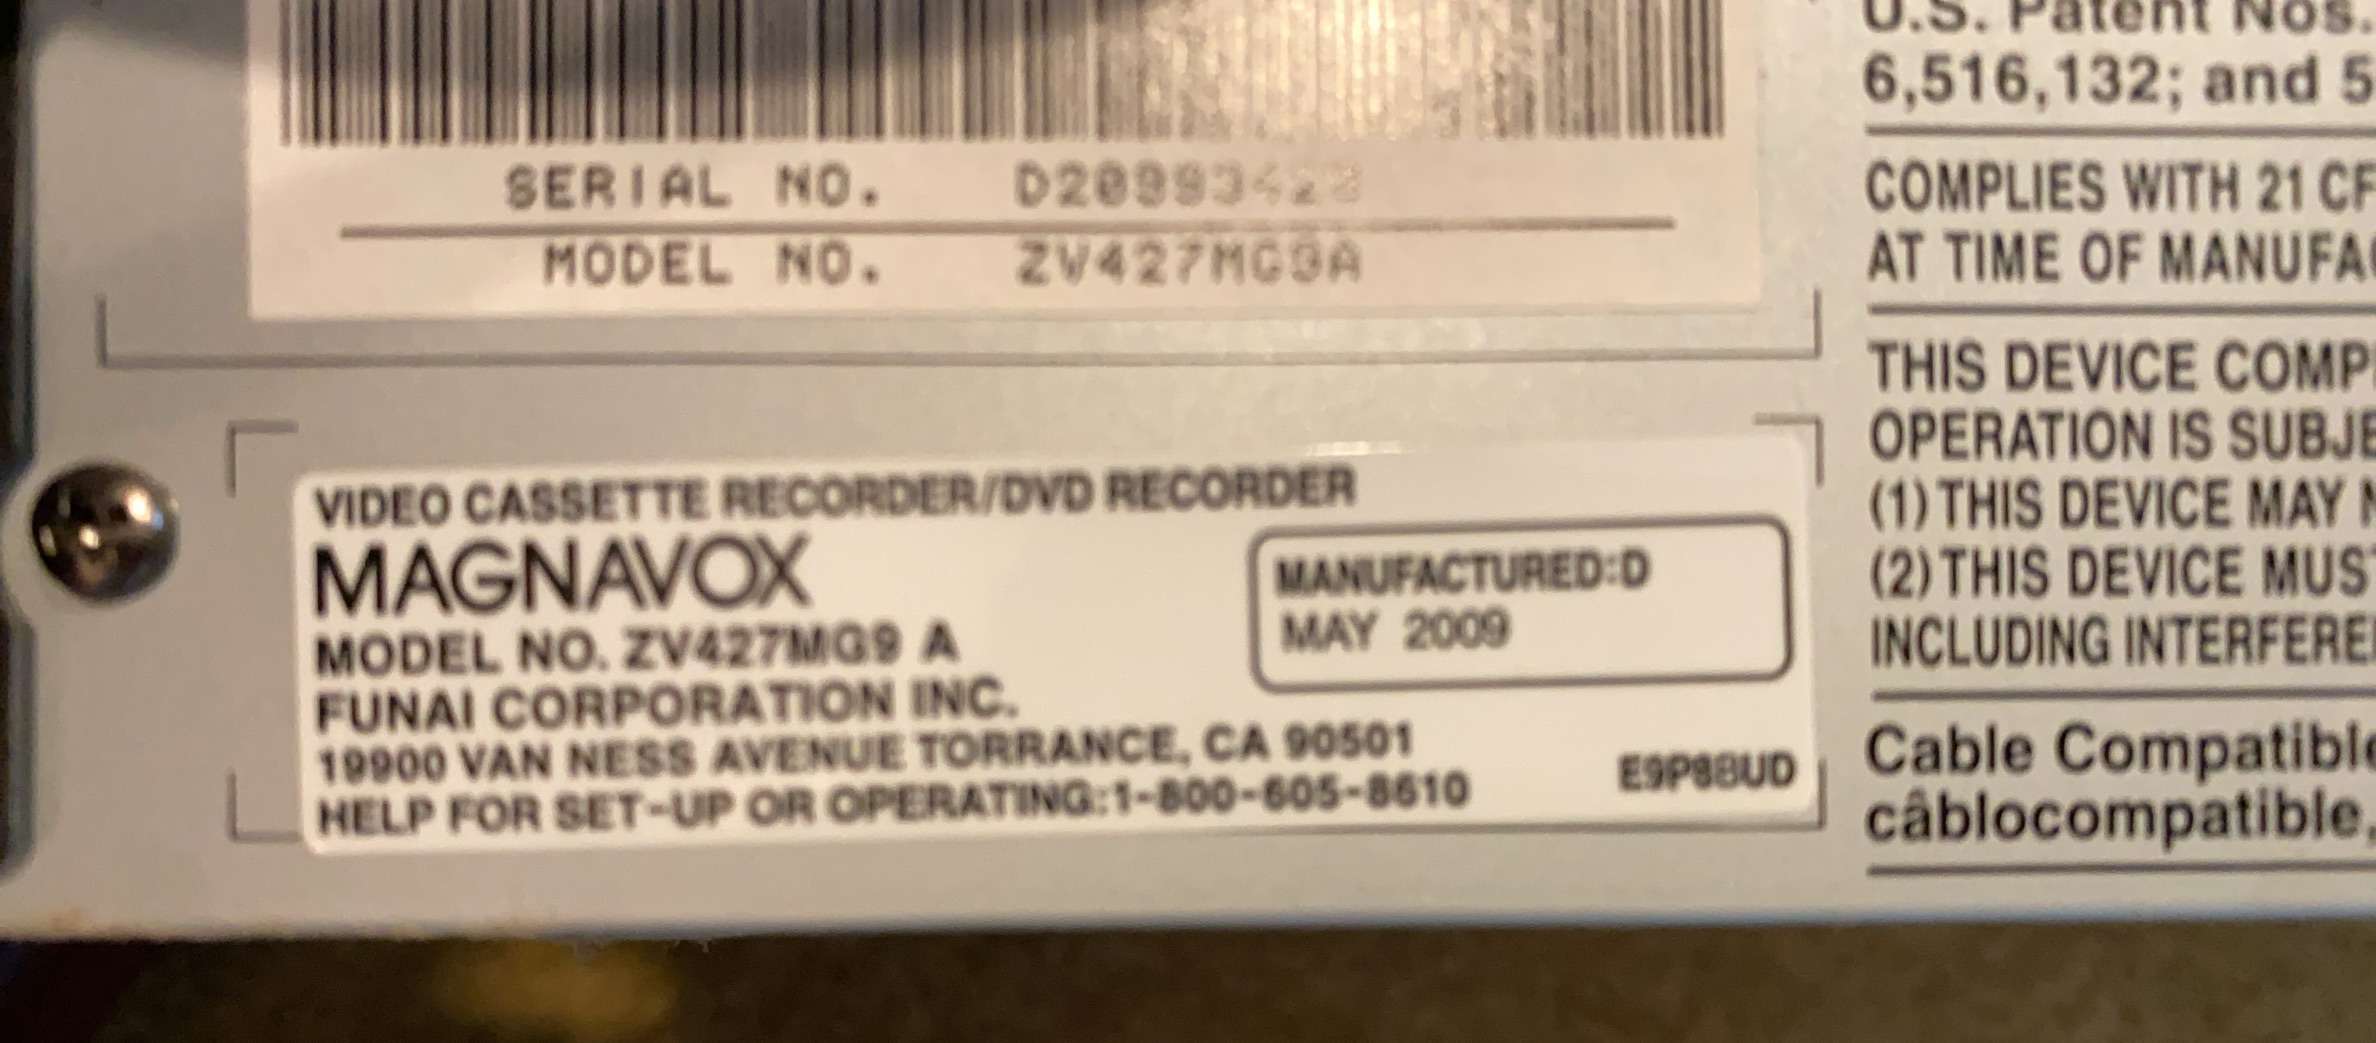 SERIAL NO.
MODEL NO. ZV427MG9A
VIDEO CASSETTE RECORDER/DVD RECORDER
MAGNAVOX
MODEL NO. ZV427MG9 A
FUNAI CORPORATION INC.
19900 VAN NESS AVENUE TORRANCE, CA 90501
HELP FOR SET-UP OR OPERATING:1-800-605-8610
MANUFACTURED:D
MAY 2009
E9P8BUD
U.S. Patent Nos.
6,516,132; and 5
COMPLIES WITH 21 CF
AT TIME OF MANUFA
THIS DEVICE COMP
OPERATION IS SUBJE
(1) THIS DEVICE MAY N
(2) THIS DEVICE MUS
INCLUDING INTERFERE
Cable Compatible
câblocompatible,